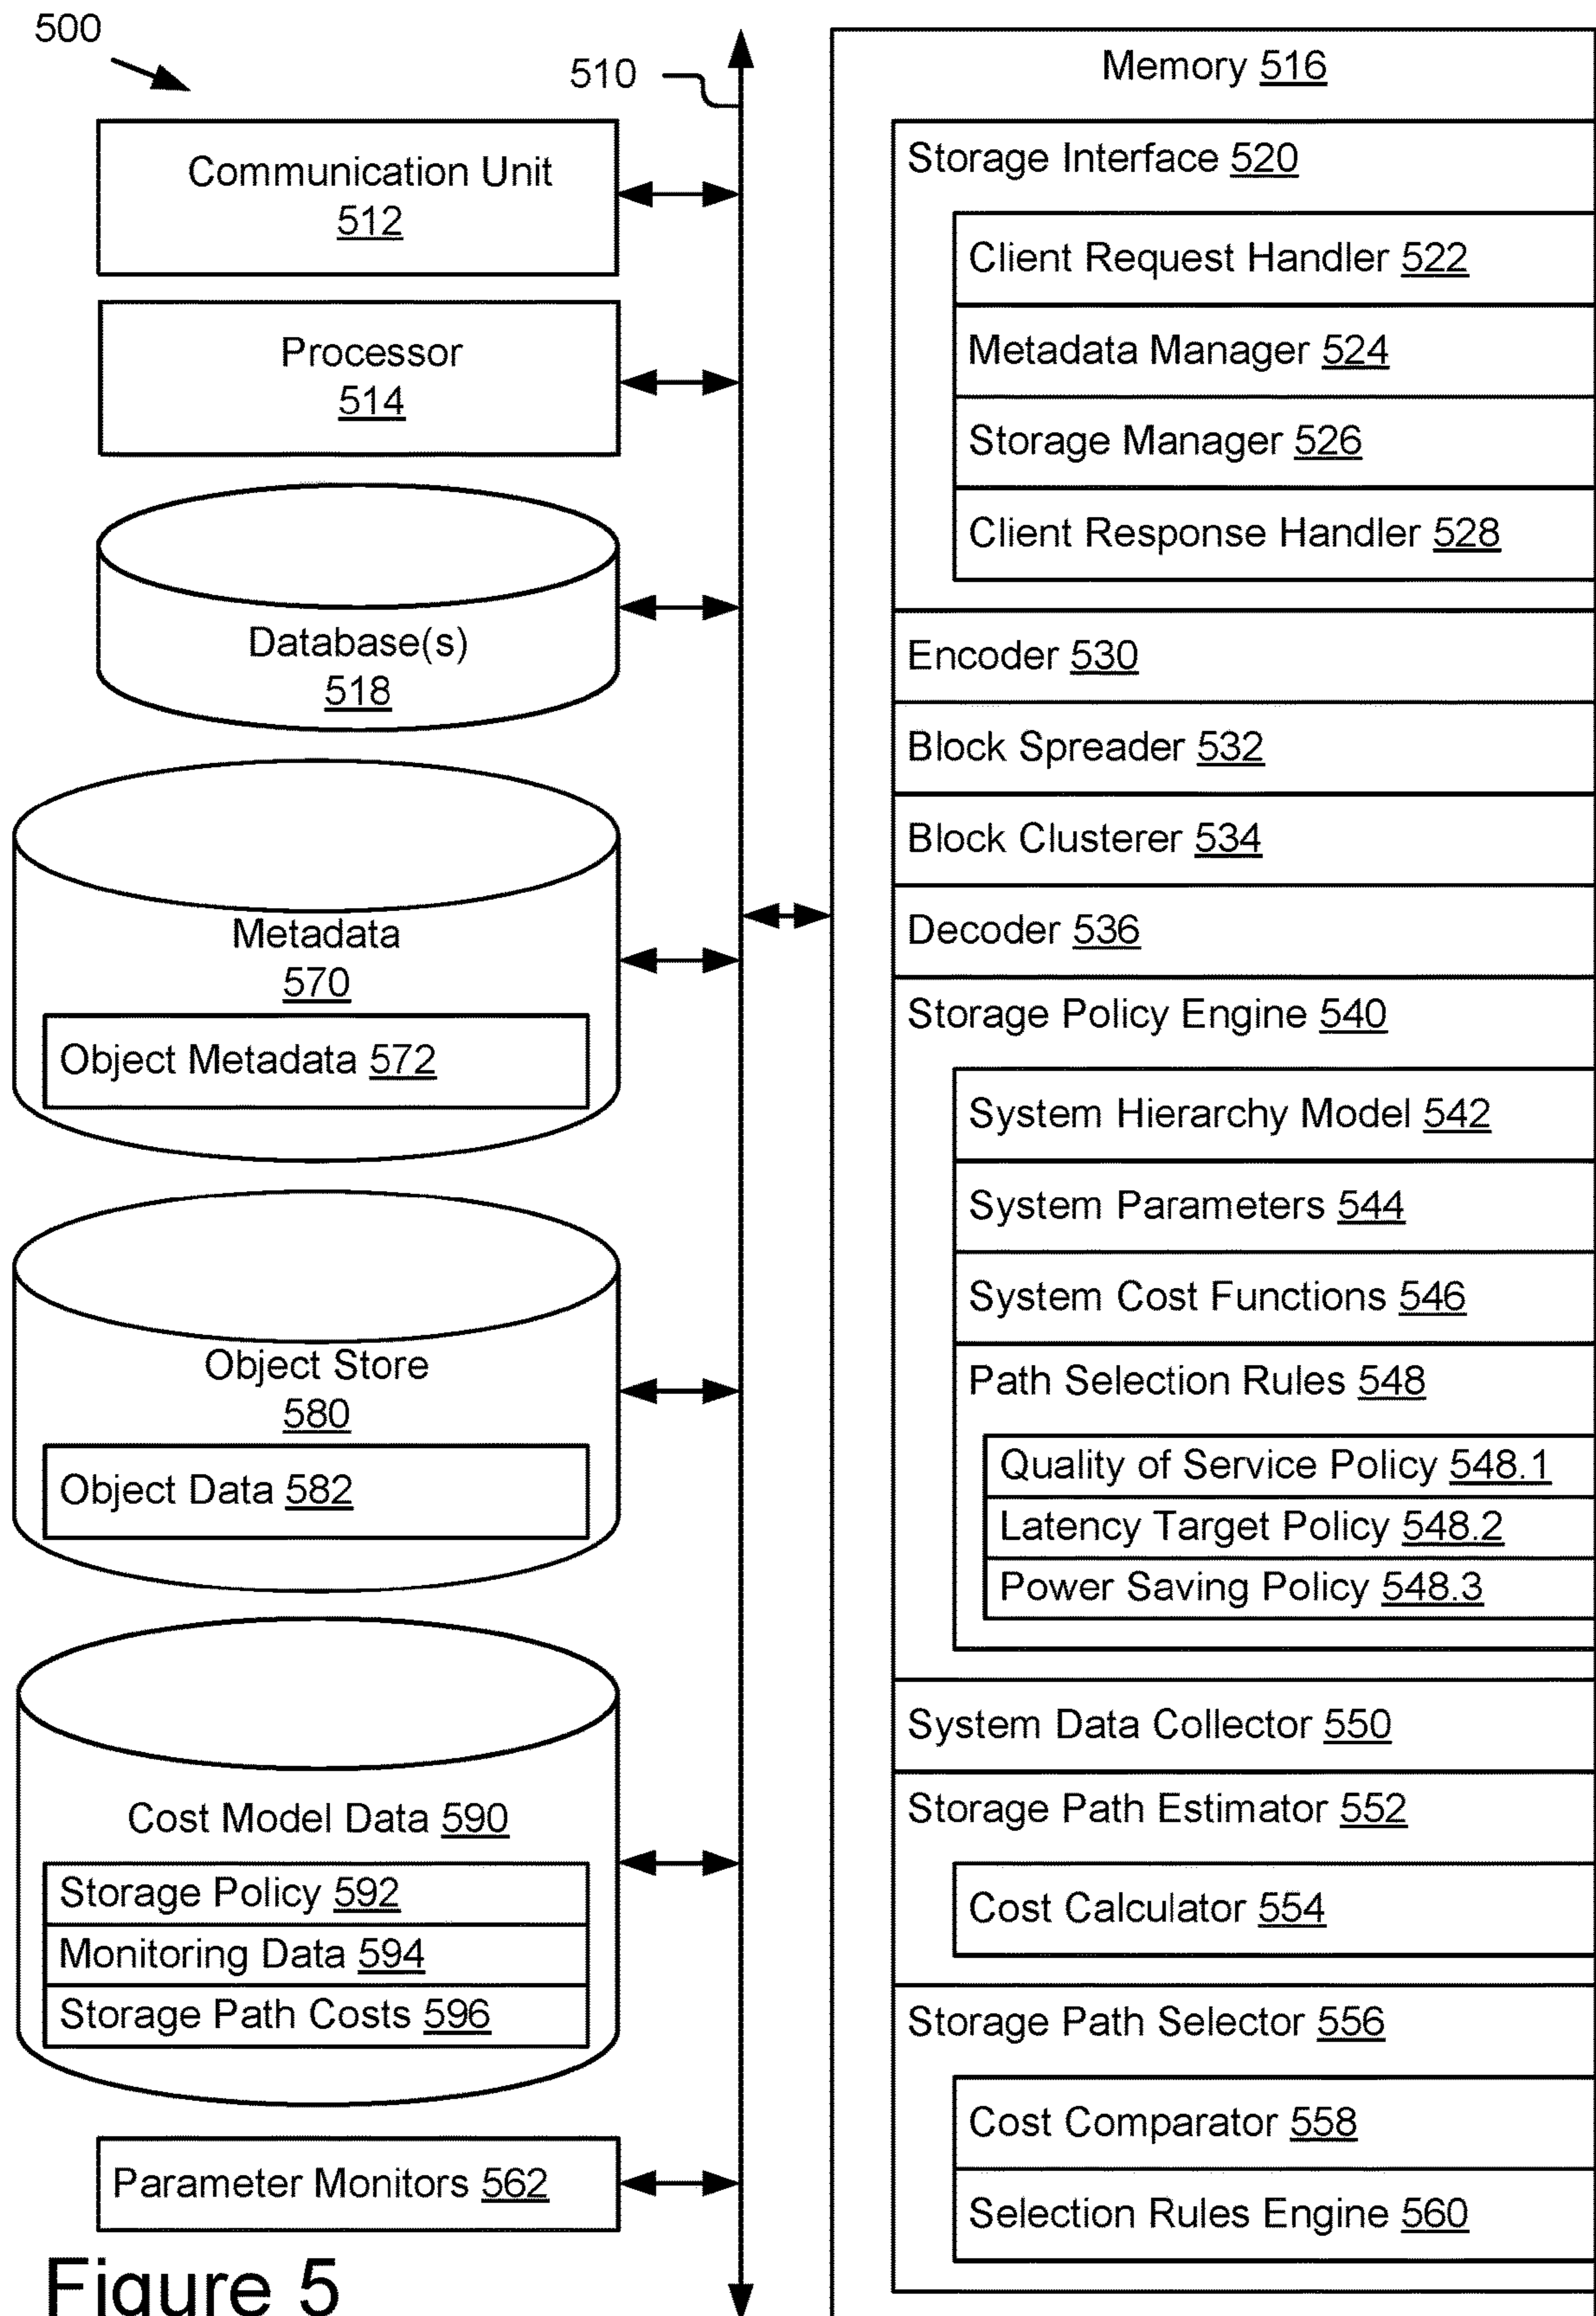 500
510
Communication Unit
512
Processor
514
Database(s)
518
Metadata
570
Object Metadata 572
Object Store
580
Object Data 582
Cost Model Data 590
Storage Policy 592
Monitoring Data 594
Storage Path Costs 596
Parameter Monitors 562
Figure 5
Memory 516
Storage Interface 520
Client Request Handler 522
Metadata Manager 524
Storage Manager 526
Client Response Handler 528
Encoder 530
Block Spreader 532
Block Clusterer 534
Decoder 536
Storage Policy Engine 540
System Hierarchy Model 542
System Parameters 544
System Cost Functions 546
Path Selection Rules 548
Quality of Service Policy 548.1
Latency Target Policy 548.2
Power Saving Policy 548.3
System Data Collector 550
Storage Path Estimator 552
Cost Calculator 554
Storage Path Selector 556
Cost Comparator 558
Selection Rules Engine 560